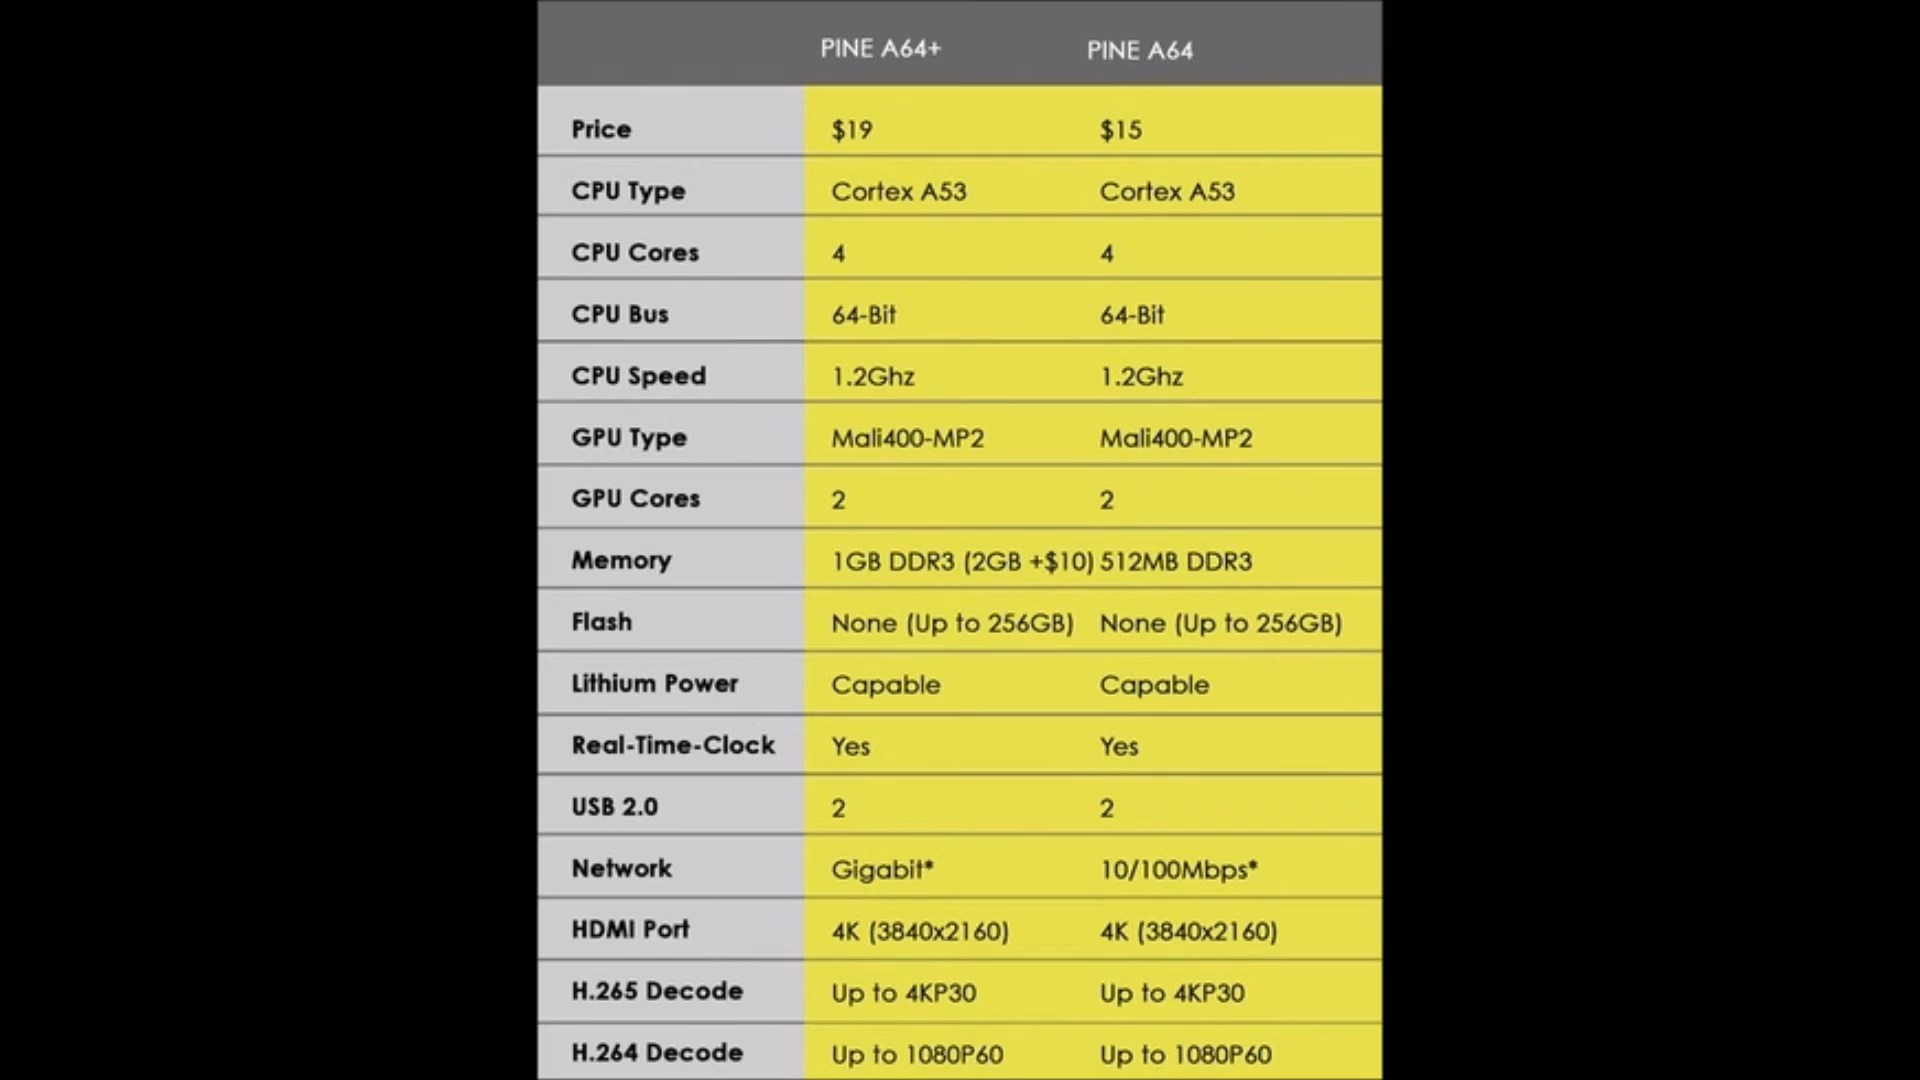 PINE A64+ PINE A64
Price $19 $15
CPU Type Cortex A53 Cortex A53
CPU Cores 4 4
CPU Bus 64-Bit 64-Bit
CPU Speed 1.2Ghz 1.2Ghz
GPU Type Mali400-MP2 Mali400-MP2
GPU Cores 2 2
Memory 1GB DDR3 (2GB +$10) 512MB DDR3
Flash None (Up to 256GB) None (Up to 256GB)
Lithium Power Capable Capable
Real-Time-Clock Yes Yes
USB 2.0 2 2
Network Gigabit* 10/100Mbps*
HDMI Port 4K (3840x2160) 4K (3840x2160)
H.265 Decode Up to 4KP30 Up to 4KP30
H.264 Decode Up to 1080P60 Up to 1080P60